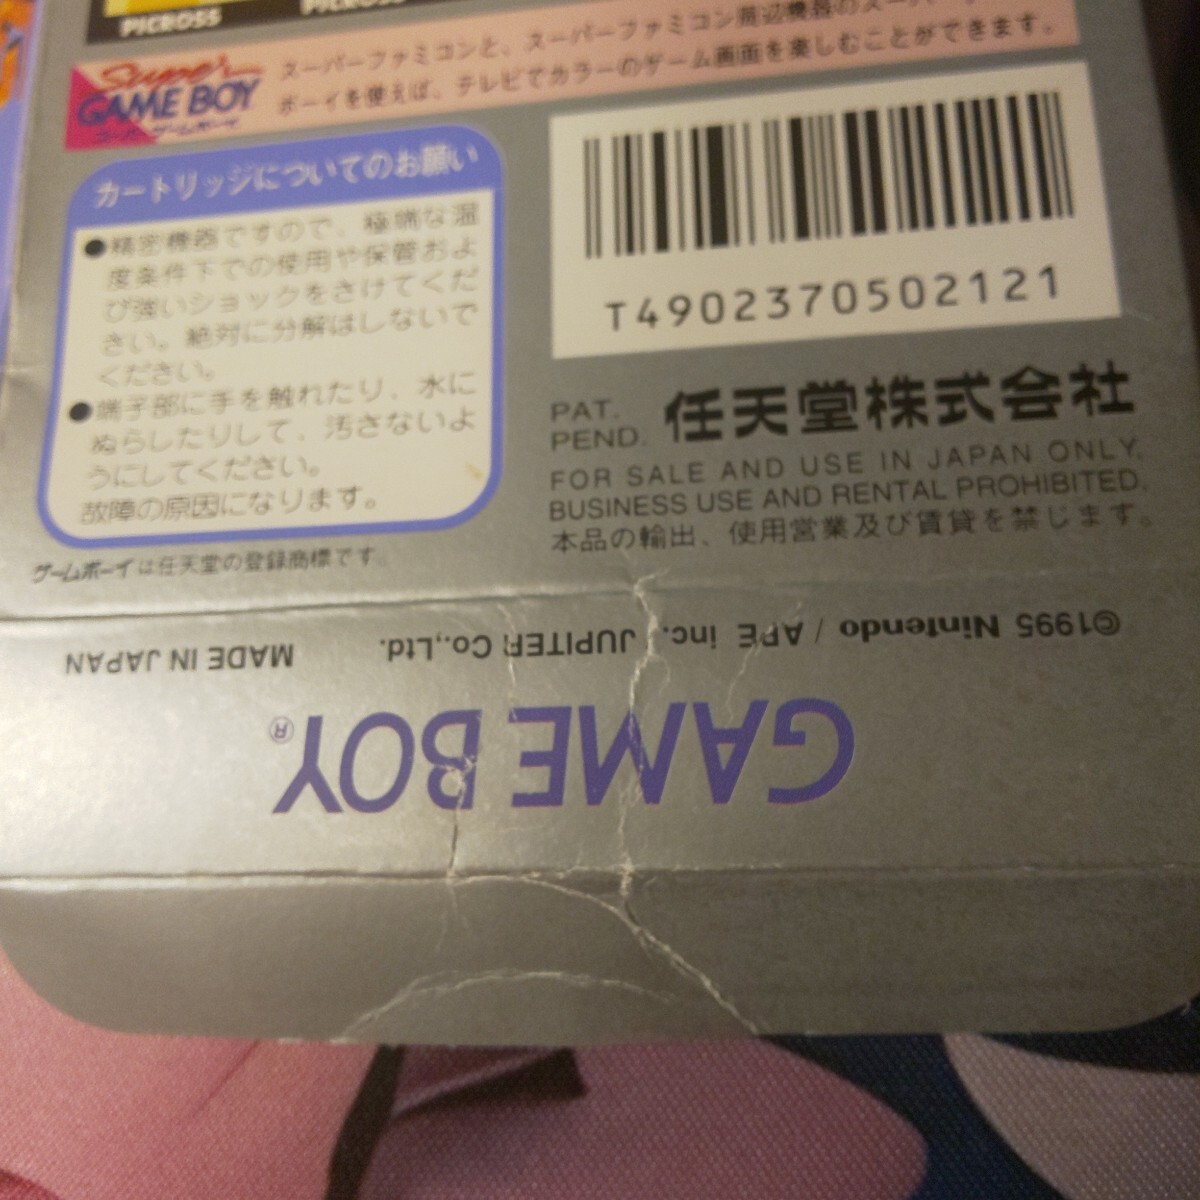 PICROSS
PICROSS
Super
GAME BOY
スーパーゲームボーイ
スーパーファミコンと、スーパーファミコン周辺機器のスーパー
ボーイを使えば、テレビでカラーのゲーム画面を楽しむことができます。
カートリッジについてのお願い
●精密機器ですので、極端な温
度条件下での使用や保管およ
び強いショックをさけてくだ
さい。絶対に分解はしないで
ください。
●端子部に手を触れたり、水に
ぬらしたりして、汚さないよ
うにしてください。
故障の原因になります。
ゲームボーイは任天堂の登録商標です。
T4902370502121
PAT.
PEND.
任天堂株式会社
FOR SALE AND USE IN JAPAN ONLY.
BUSINESS USE AND RENTAL PROHIBITED.
本品の輸出、使用営業及び賃貸を禁じます。
©1995 Nintendo / APE inc. JUPITER Co.,Ltd.
MADE IN JAPAN
GAME BOY®